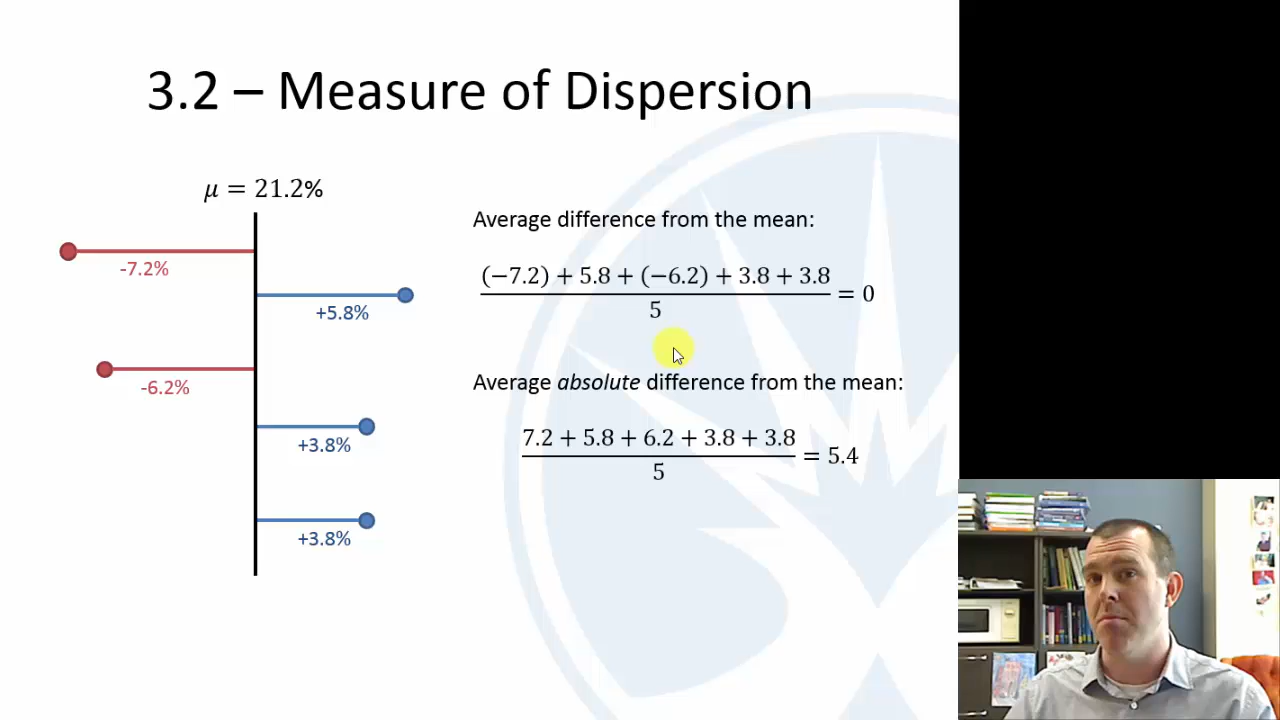 3.2 – Measure of Dispersion
μ = 21.2%
-7.2%
+5.8%
-6.2%
+3.8%
+3.8%
Average difference from the mean:
(−7.2) + 5.8 + (−6.2) + 3.8 + 3.8
5
= 0
Average absolute difference from the mean:
7.2 + 5.8 + 6.2 + 3.8 + 3.8
5
= 5.4